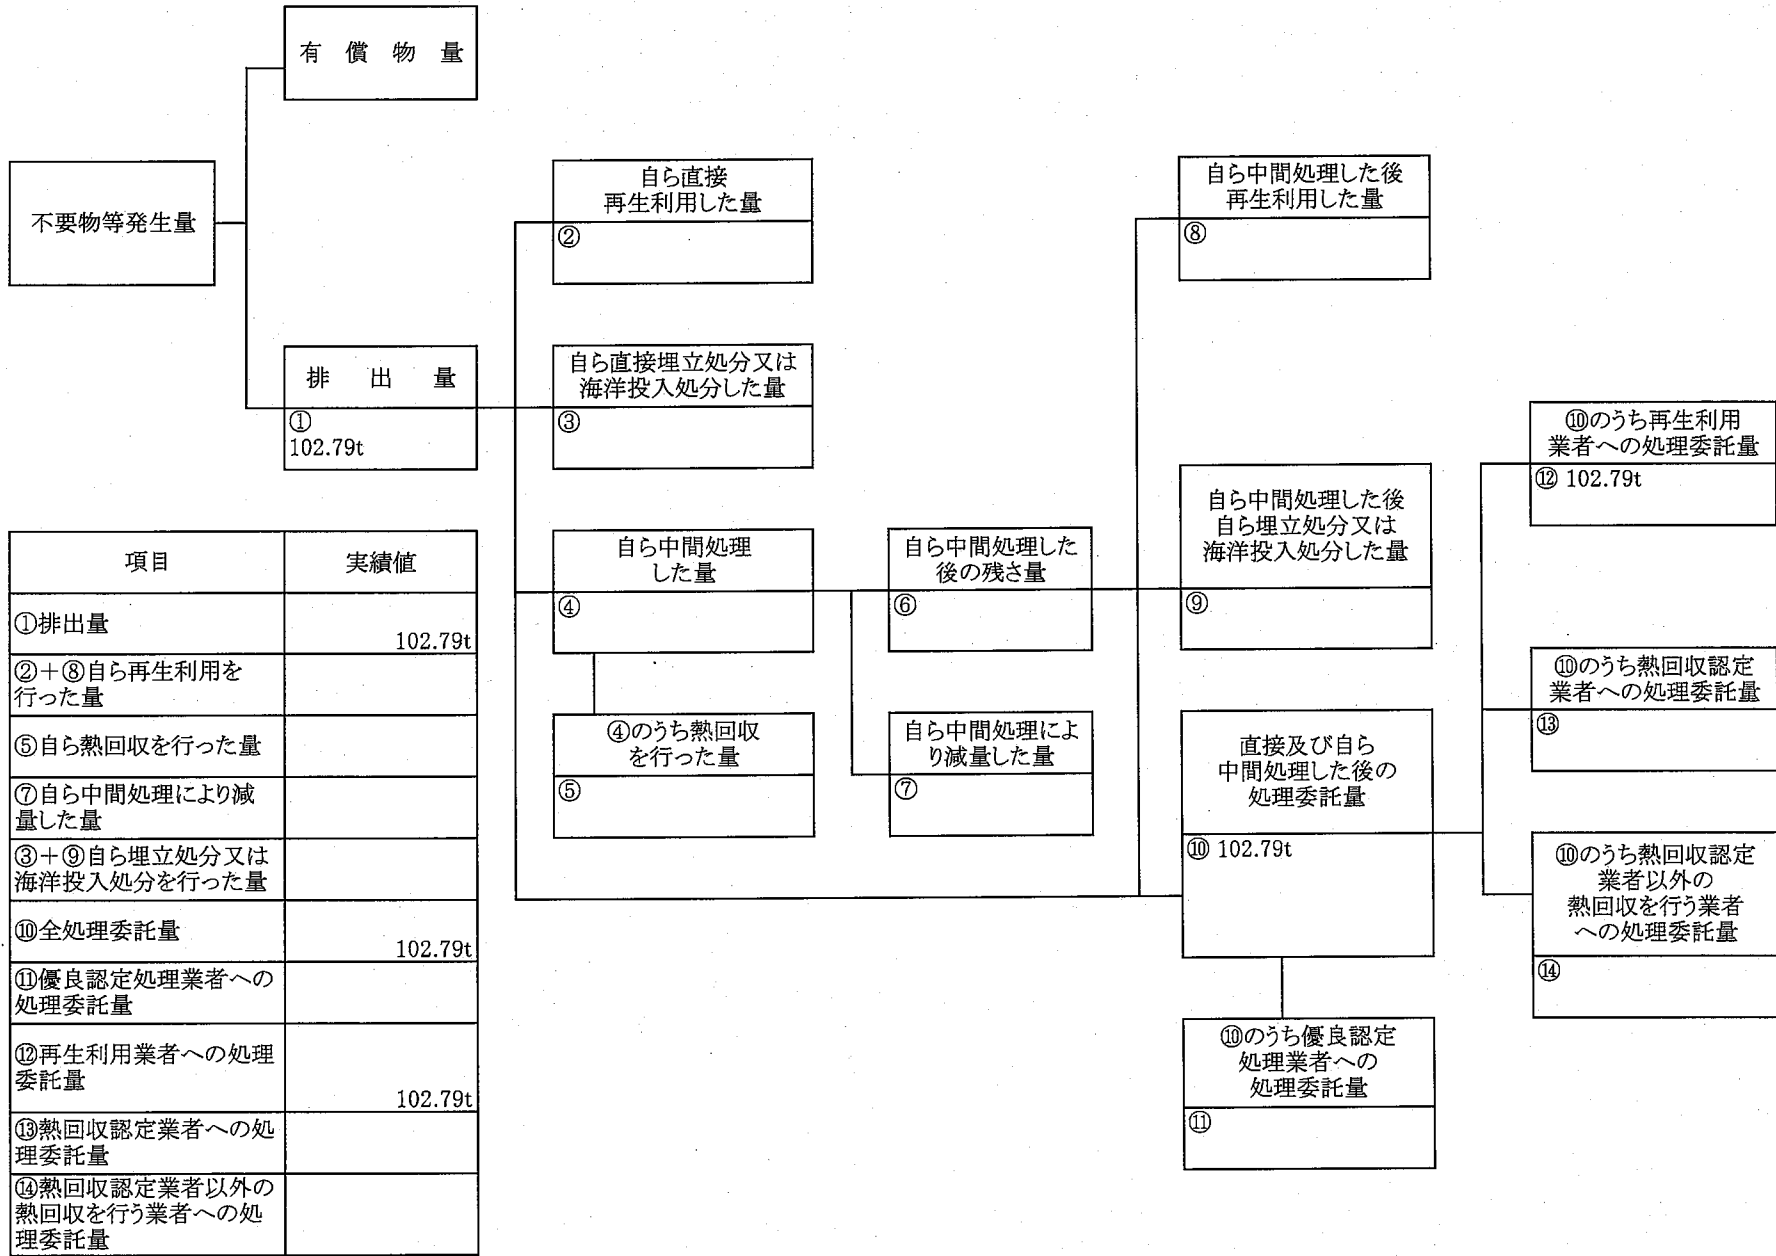 有 償 物 量
不要物等発生量
排 出 量
①
102.79t
自ら直接
再生利用した量
②
自ら直接埋立処分又は
海洋投入処分した量
③
自ら中間処理
した量
④
④のうち熱回収
を行った量
⑤
自ら中間処理した
後の残さ量
⑥
自ら中間処理によ
り減量した量
⑦
自ら中間処理した後
再生利用した量
⑧
自ら中間処理した後
自ら埋立処分又は
海洋投入処分した量
⑨
直接及び自ら
中間処理した後の
処理委託量
⑩ 102.79t
⑩のうち優良認定
処理業者への
処理委託量
⑪
⑩のうち再生利用
業者への処理委託量
⑫ 102.79t
⑩のうち熱回収認定
業者への処理委託量
⑬
⑩のうち熱回収認定
業者以外の
熱回収を行う業者
への処理委託量
⑭
項目 実績値
①排出量
102.79t
②+⑧自ら再生利用を
行った量
⑤自ら熱回収を行った量
⑦自ら中間処理により減
量した量
③+⑨自ら埋立処分又は
海洋投入処分を行った量
⑩全処理委託量
102.79t
⑪優良認定処理業者への
処理委託量
⑫再生利用業者への処理
委託量
102.79t
⑬熱回収認定業者への処
理委託量
⑭熱回収認定業者以外の
熱回収を行う業者への処
理委託量